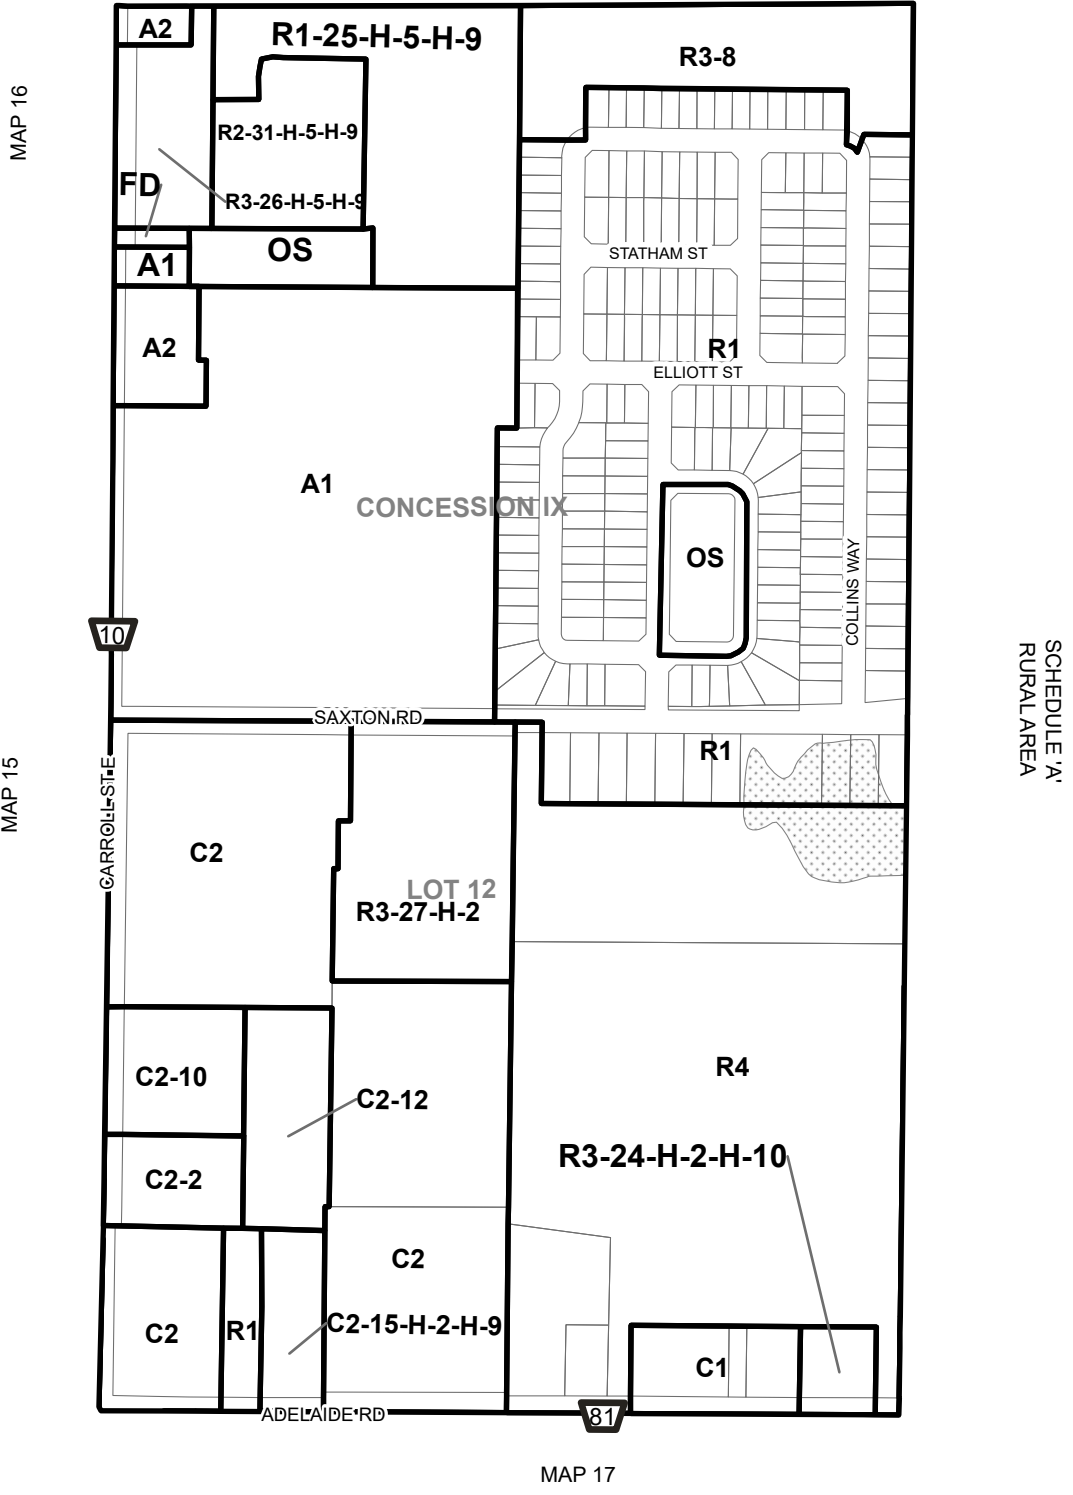 A2
R1-25-H-5-H-9
R3-8
MAP 16
R2-31-H-5-H-9
FD
R3-26-H-5-H-9
OS
STATHAM ST
A1
A2
R1
ELLIOTT ST
A1
CONCESSION IX
OS
COLLINS WAY
10
SCHEDULE 'A'
RURAL AREA
SAXTON RD
R1
MAP 15
CARROLL ST E
C2
LOT 12
R3-27-H-2
R4
C2-10
C2-12
R3-24-H-2-H-10
C2-2
C2
C2-15-H-2-H-9
C2
R1
C1
ADELAIDE RD
81
MAP 17